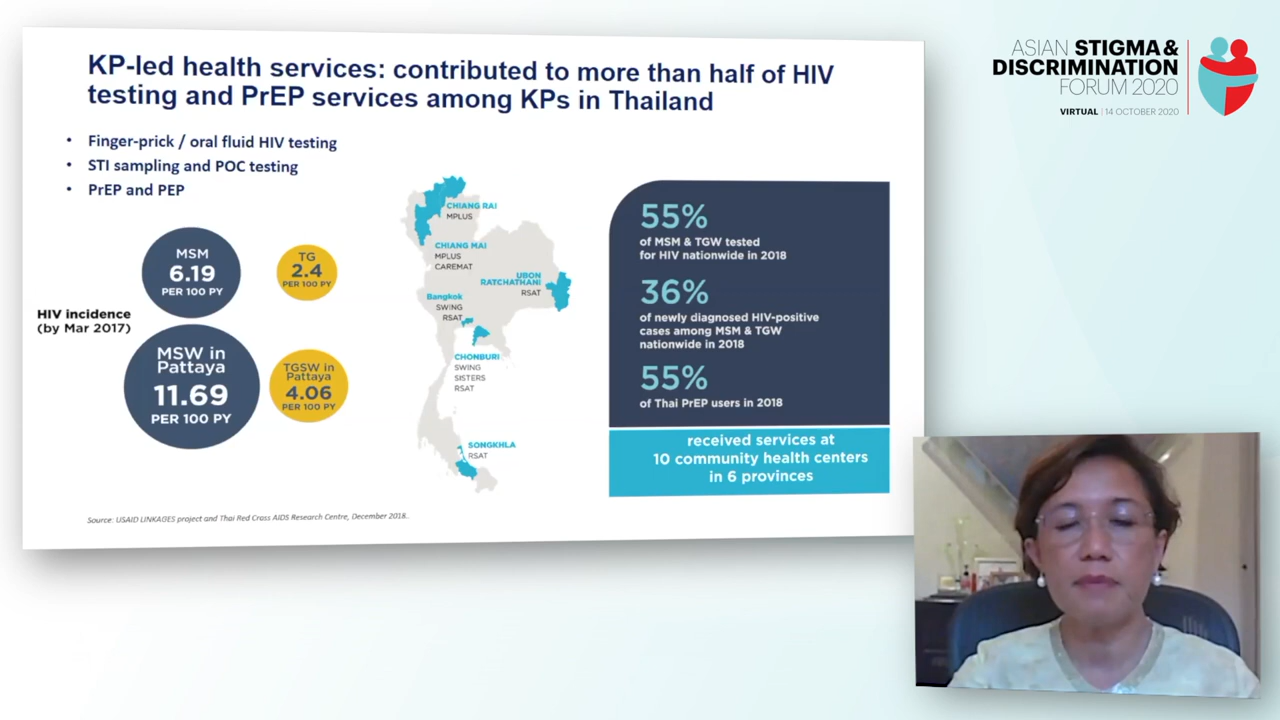 KP-led health services: contributed to more than half of HIV
testing and PrEP services among KPs in Thailand
• Finger-prick / oral fluid HIV testing
• STI sampling and POC testing
• PrEP and PEP
MSM
6.19
PER 100 PY
TG
2.4
PER 100 PY
HIV incidence
(by Mar 2017)
MSW in
Pattaya
11.69
PER 100 PY
TGSW in
Pattaya
4.06
PER 100 PY
CHIANG RAI
MPLUS
CHIANG MAI
MPLUS
CAREMAT
UBON
RATCHATHANI
RSAT
Bangkok
SWING
RSAT
CHONBURI
SWING
SISTERS
RSAT
SONGKHLA
RSAT
55%
of MSM & TGW tested
for HIV nationwide in 2018
36%
of newly diagnosed HIV-positive
cases among MSM & TGW
nationwide in 2018
55%
of Thai PrEP users in 2018
received services at
10 community health centers
in 6 provinces
Source: USAID LINKAGES project and Thai Red Cross AIDS Research Centre, December 2018..
ASIAN STIGMA &
DISCRIMINATION
FORUM 2020
VIRTUAL | 14 OCTOBER 2020